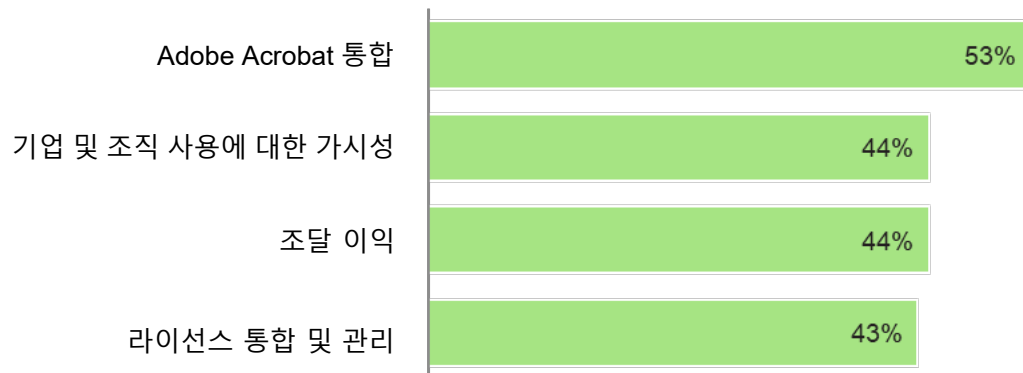 Adobe Acrobat 통합 53%
기업 및 조직 사용에 대한 가시성 44%
조달 이익 44%
라이선스 통합 및 관리 43%